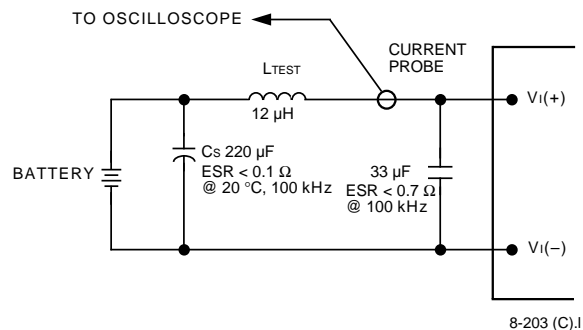 TO OSCILLOSCOPE
CURRENT
PROBE
LTEST
12 µH
VI(+)
CS 220 µF
ESR < 0.1 Ω
@ 20 °C, 100 kHz
33 µF
ESR < 0.7 Ω
@ 100 kHz
BATTERY
VI(–)
8-203 (C).l